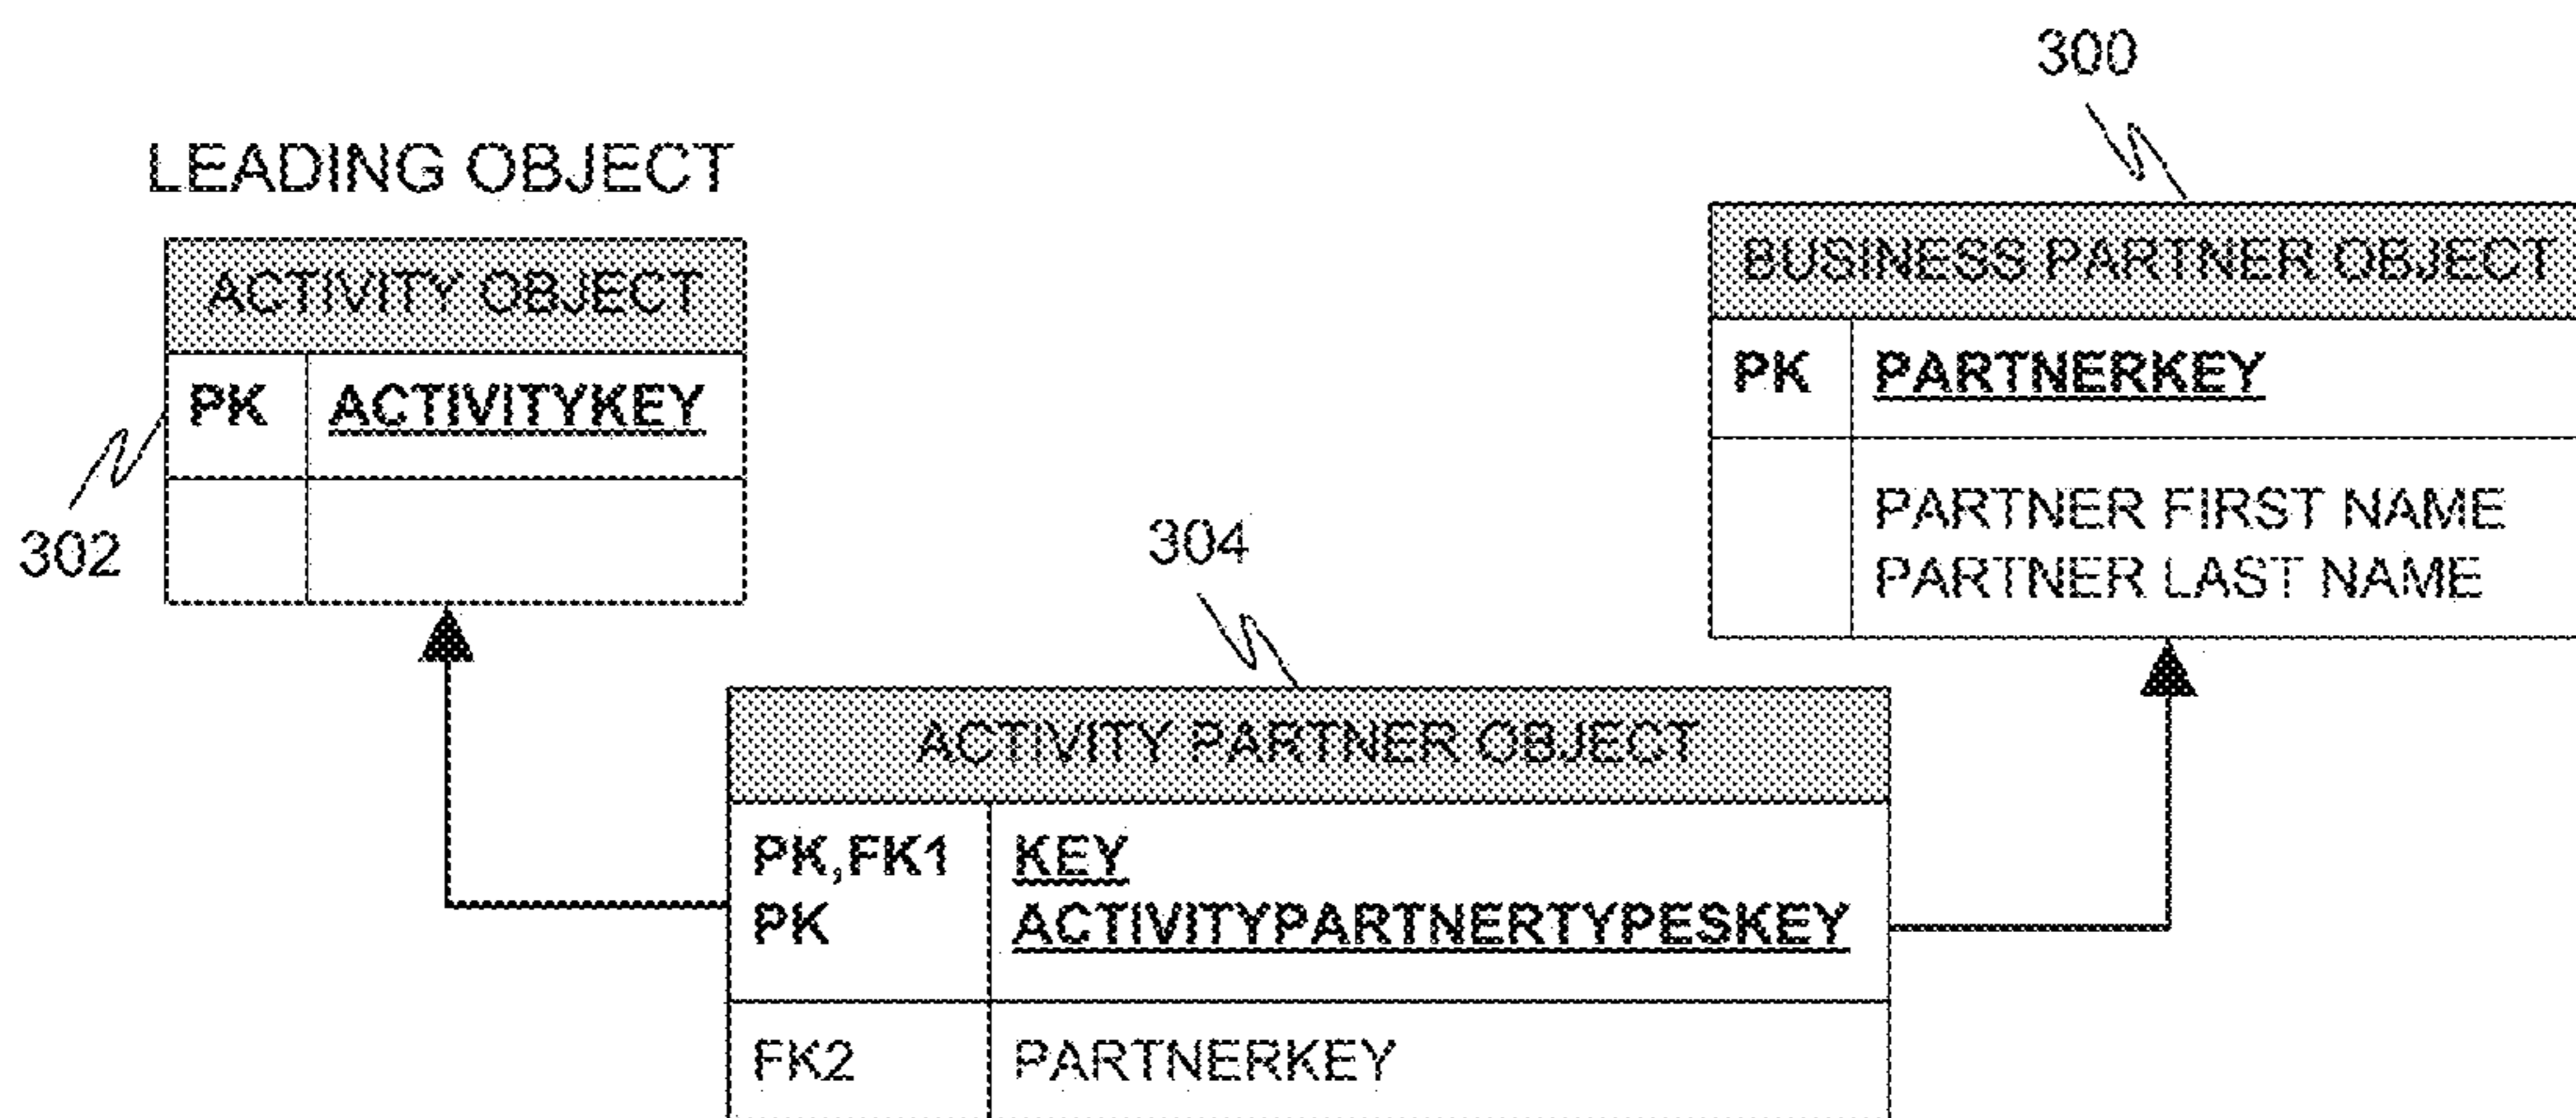 300
LEADING OBJECT
ACTIVITY OBJECT
PK ACTIVITYKEY
302
BUSINESS PARTNER OBJECT
PK PARTNERKEY
PARTNER FIRST NAME
PARTNER LAST NAME
304
ACTIVITY PARTNER OBJECT
PK,FK1 KEY
PK ACTIVITYPARTNERTYPESKEY
FK2 PARTNERKEY